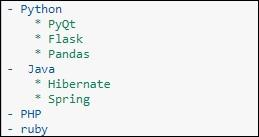 - Python
    * PyQt
    * Flask
    * Pandas
-  Java
    * Hibernate
    * Spring
- PHP
- ruby